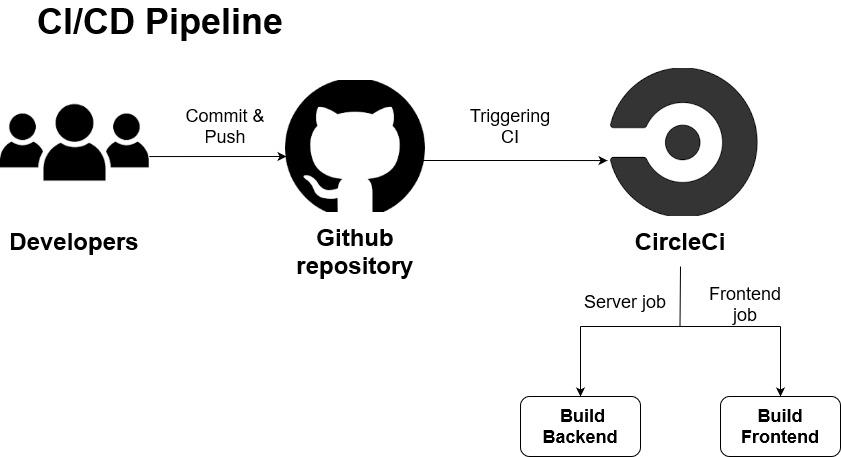 CI/CD Pipeline
Commit &
Push
Triggering
CI
Developers
Github
repository
CircleCi
Server job
Frontend
job
Build
Backend
Build
Frontend